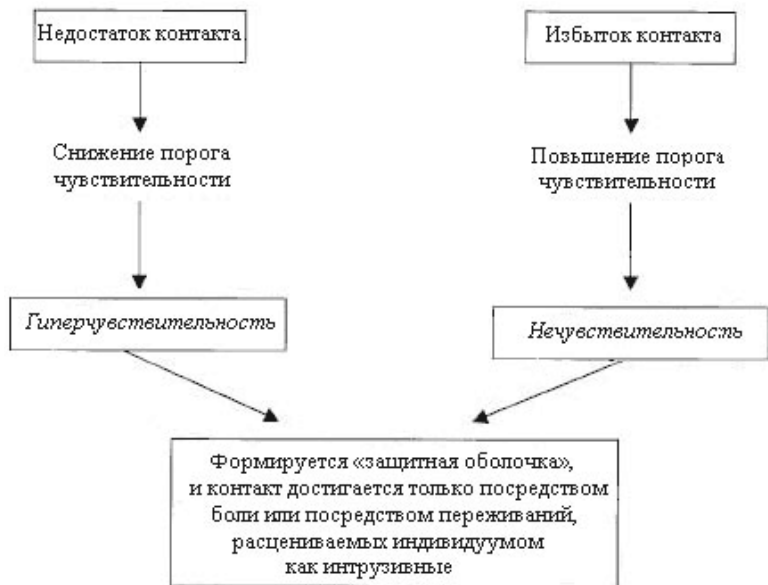 Недостаток контакта
Избыток контакта
Снижение порога
чувствительности
Повышение порога
чувствительности
Гиперчувствительность
Нечувствительность
Формируется «защитная оболочка»,
и контакт достигается только посредством
боли или посредством переживаний,
расцениваемых индивидуумом
как интрузивные